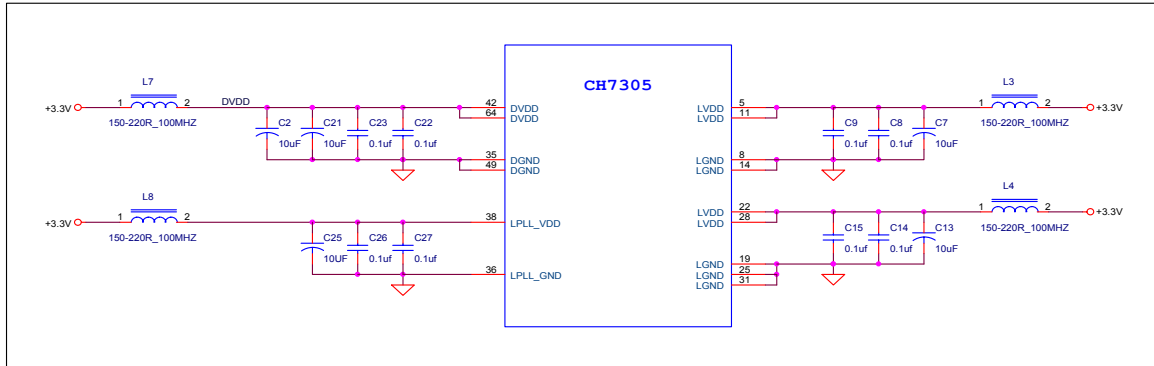 CH7305
L7
+3.3V
1
2
DVDD
150-220R_100MHZ
C2
10uF
C21
10uF
C23
0.1uf
C22
0.1uf
42
DVDD
64
DVDD
35
DGND
49
DGND
L8
+3.3V
1
2
150-220R_100MHZ
C25
10UF
C26
0.1uf
C27
0.1uf
38
LPLL_VDD
36
LPLL_GND
LVDD
5
LVDD
11
LGND
8
LGND
14
C9
0.1uf
C8
0.1uf
C7
10uF
L3
1
2
+3.3V
150-220R_100MHZ
LVDD
22
LVDD
28
LGND
19
LGND
25
LGND
31
C15
0.1uf
C14
0.1uf
C13
10uF
L4
1
2
+3.3V
150-220R_100MHZ